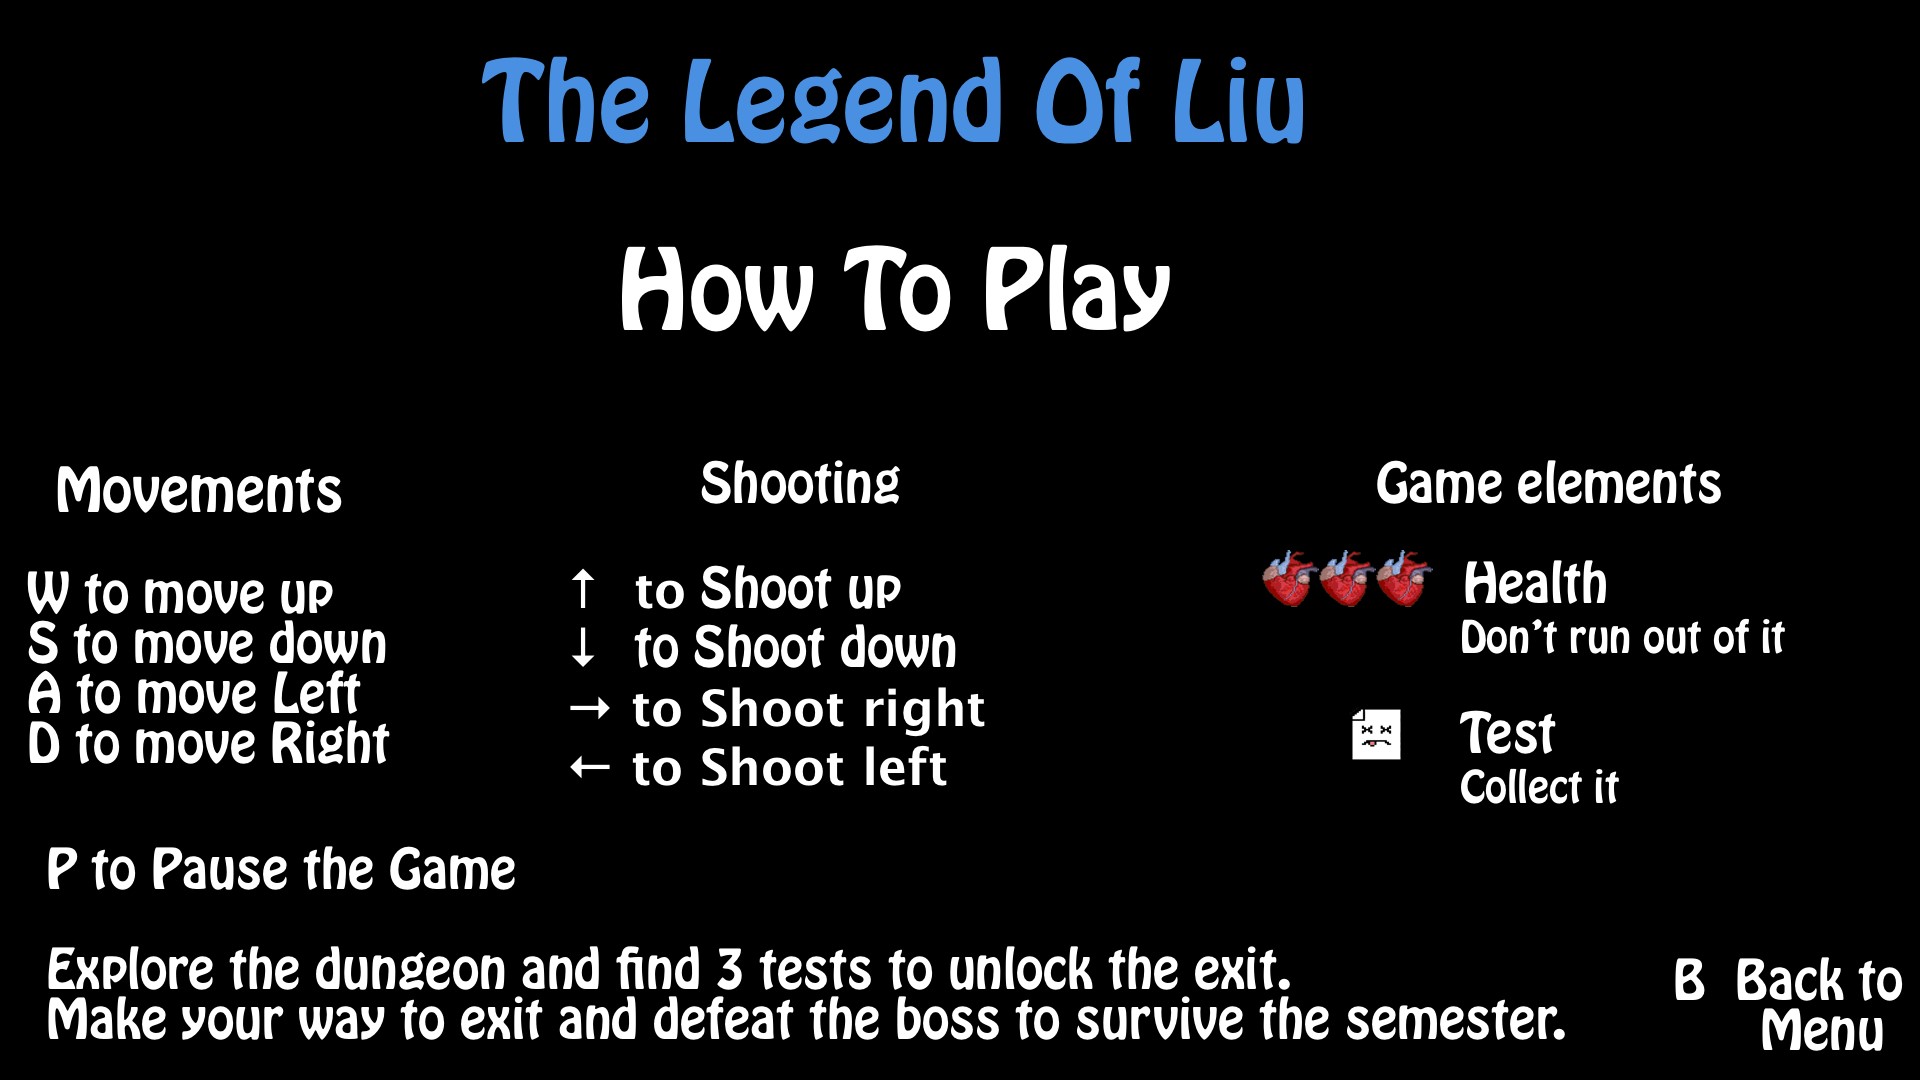 The Legend Of Liu
How To Play
Movements
W to move up
S to move down
A to move Left
D to move Right
Shooting
↑ to Shoot up
↓ to Shoot down
→ to Shoot right
← to Shoot left
Game elements
Health
Don't run out of it
Test
Collect it
P to Pause the Game
Explore the dungeon and find 3 tests to unlock the exit.
Make your way to exit and defeat the boss to survive the semester.
B Back to
Menu